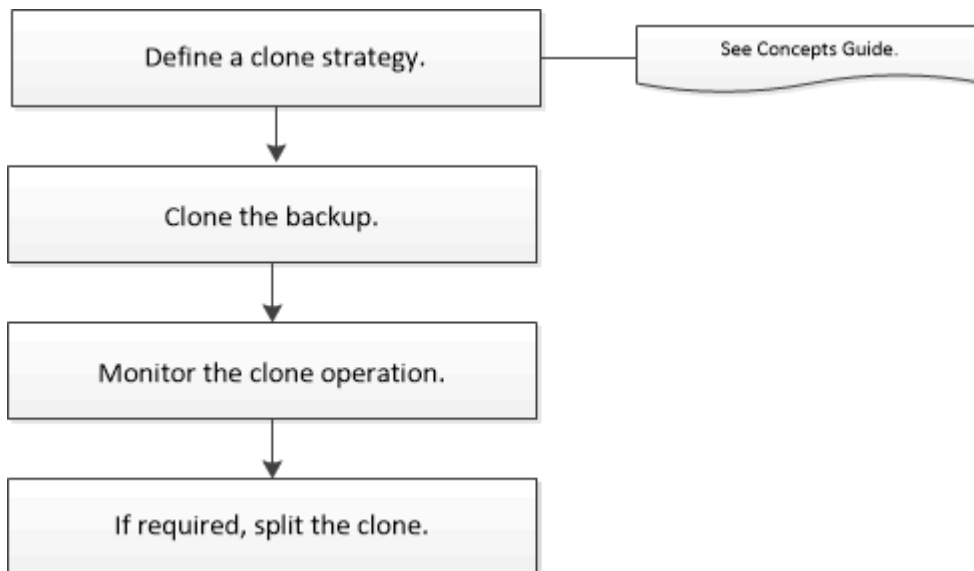 Define a clone strategy.
See Concepts Guide.
Clone the backup.
Monitor the clone operation.
If required, split the clone.